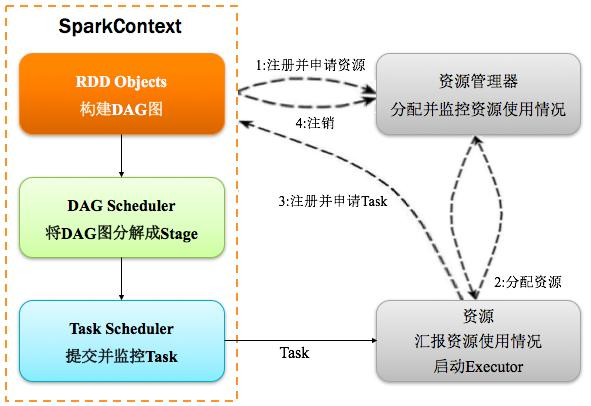 SparkContext
RDD Objects
构建DAG图
DAG Scheduler
将DAG图分解成Stage
Task Scheduler
提交并监控Task
1:注册并申请资源
4:注销
3:注册并申请Task
2:分配资源
Task
资源管理器
分配并监控资源使用情况
资源
汇报资源使用情况
启动Executor